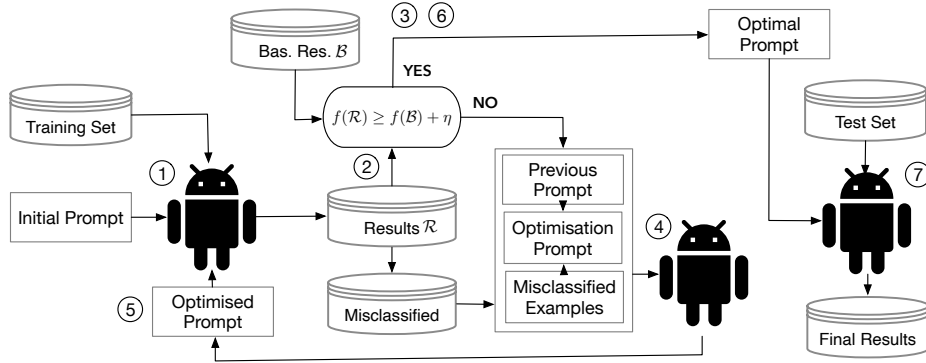 ③ ⑥
Bas. Res. ℬ
YES
Optimal
Prompt
Training Set
f(ℛ) ≥ f(ℬ) + η
NO
Test Set
①
②
Previous
Prompt
⑦
Initial Prompt
Results ℛ
Optimisation
Prompt
④
⑤
Optimised
Prompt
Misclassified
Misclassified
Examples
Final Results